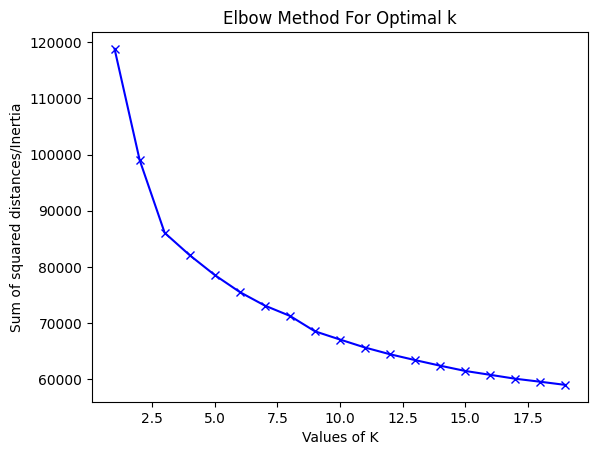 Elbow Method For Optimal k
120000
110000
100000
90000
80000
70000
60000
Sum of squared distances/Inertia
2.5 5.0 7.5 10.0 12.5 15.0 17.5
Values of K